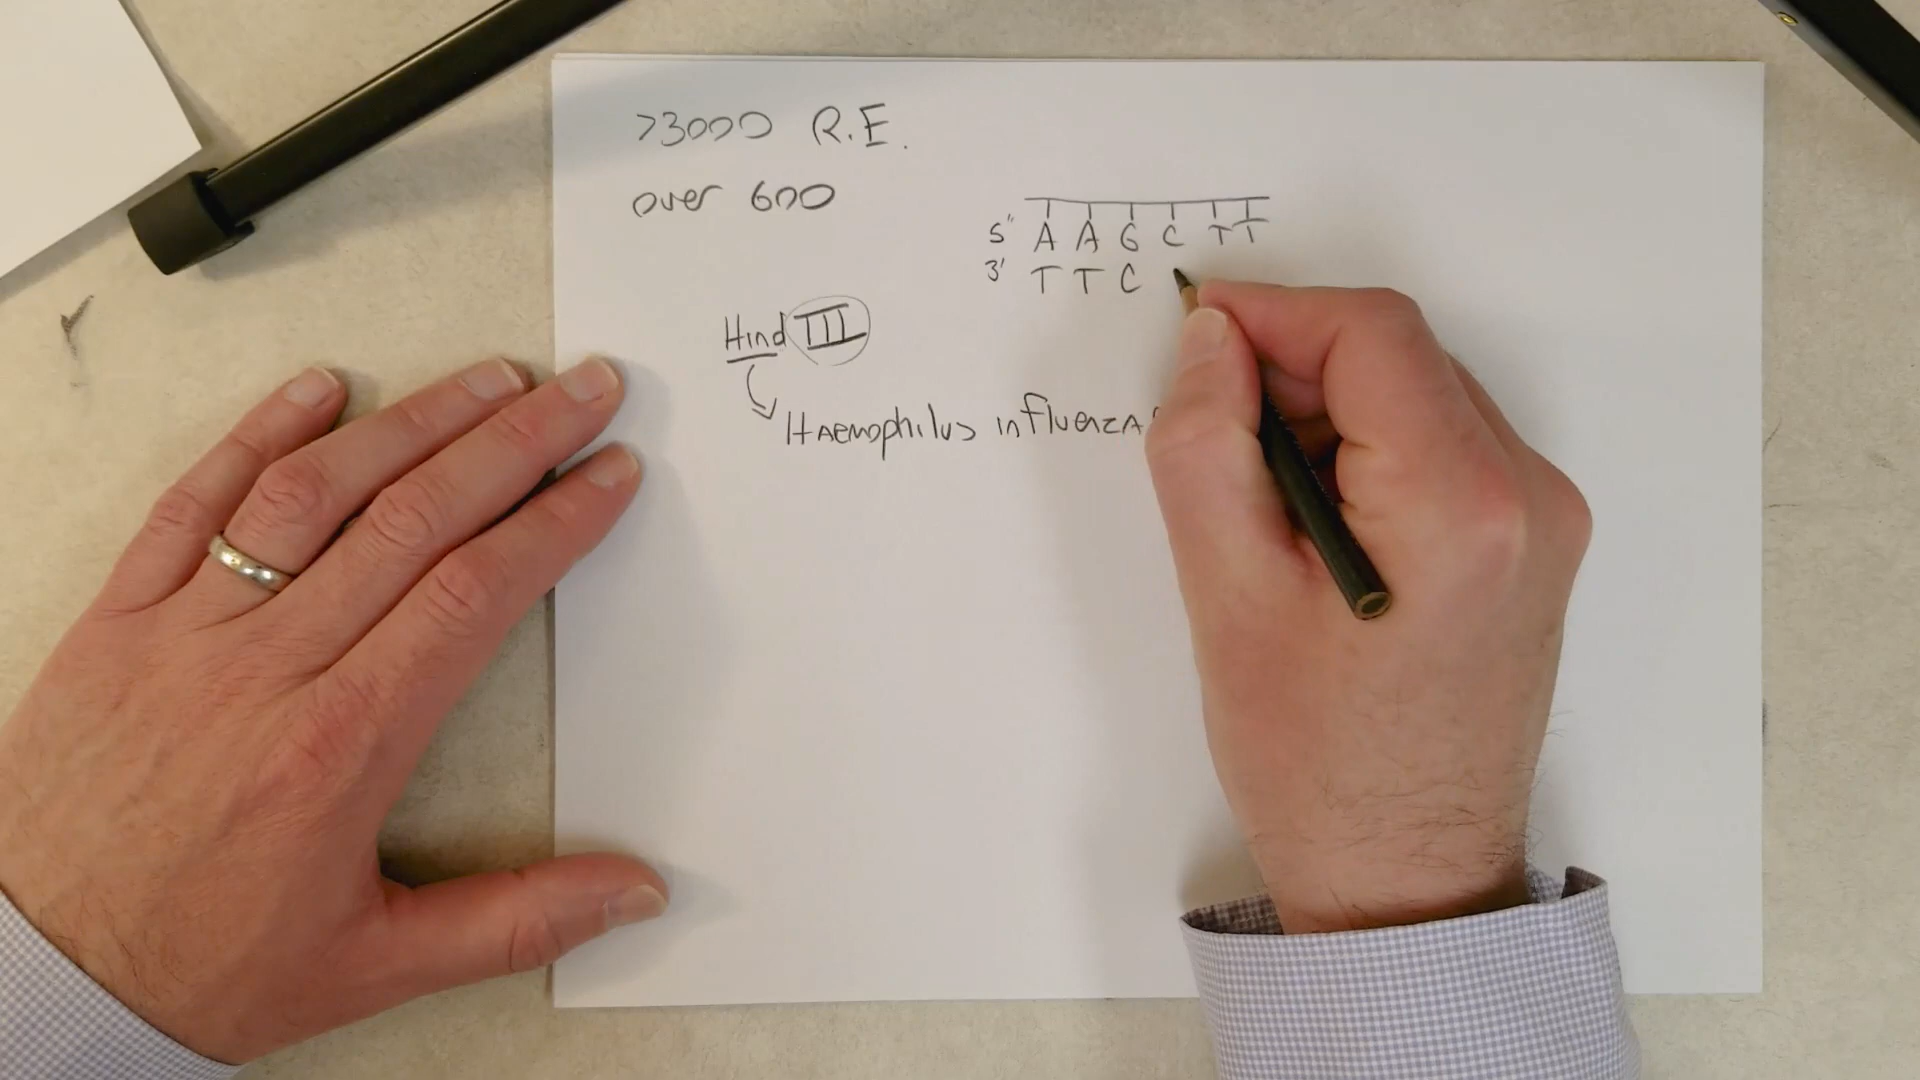 >3000 R.E.
over 600
5" A A G C T T
3' T T C
Hind III
Haemophilus influenza